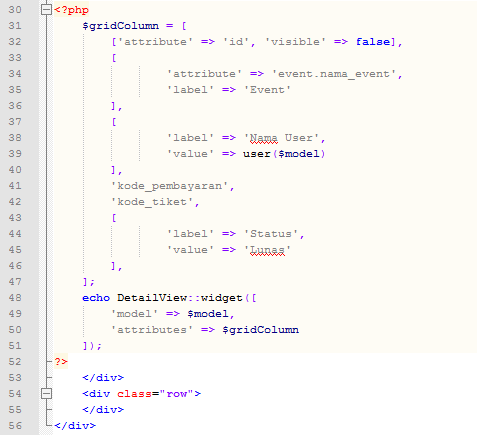 30 <?php
31 $gridColumn = [
32 ['attribute' => 'id', 'visible' => false],
33 [
34 'attribute' => 'event.nama_event',
35 'label' => 'Event'
36 ],
37 [
38 'label' => 'Nama User',
39 'value' => user($model)
40 ],
41 'kode_pembayaran',
42 'kode_tiket',
43 [
44 'label' => 'Status',
45 'value' => 'Lunas'
46 ],
47 ];
48 echo DetailView::widget([
49 'model' => $model,
50 'attributes' => $gridColumn
51 ]);
52 ?>
53 </div>
54 <div class="row">
55 </div>
56 </div>